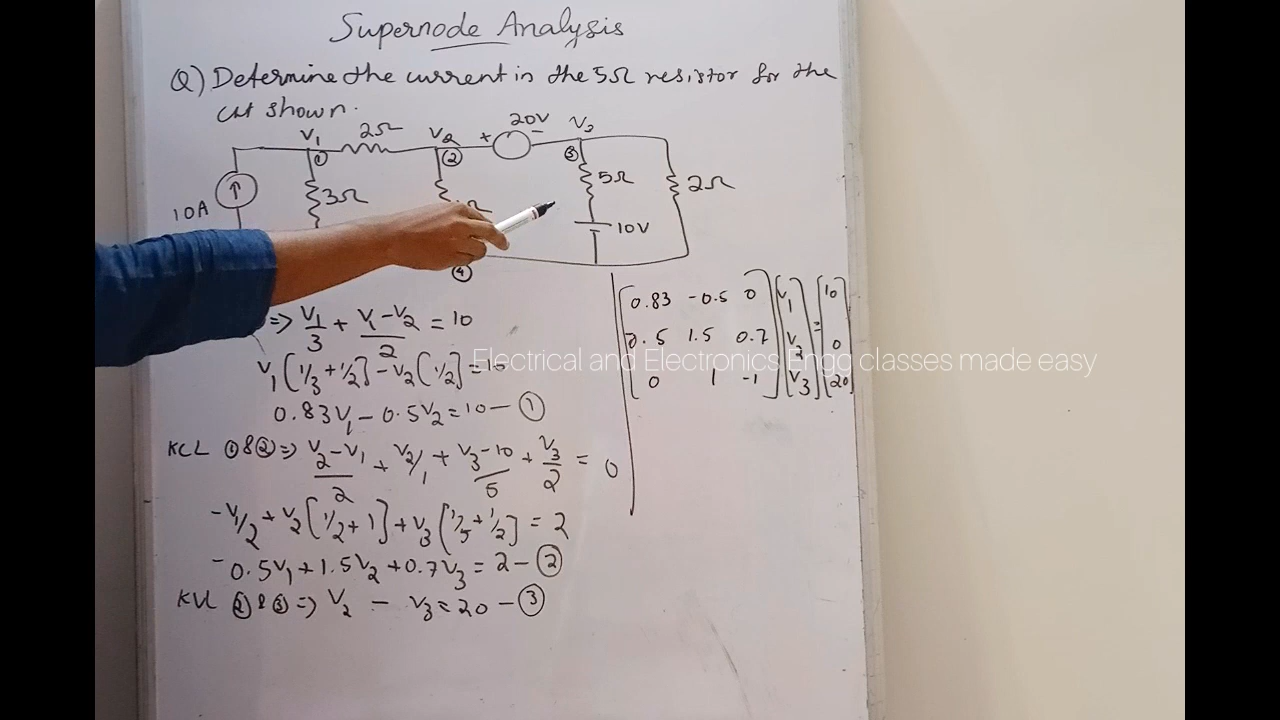 Supernode Analysis
Q) Determine the current in the 5Ω resistor for the
ckt shown.
V₁ 2Ω V₂ + 20V − V₃
① ② ③
10A 3Ω 5Ω 2Ω
10V
④
⇒ V₁/3 + (V₁-V₂)/2 = 10
V₁[1/3+1/2]-V₂(1/2)=10
0.83V₁-0.5V₂=10-①
KCL ①&②⇒ (V₂-V₁)/2 + V₂/1 + (V₃-10)/5 + V₃/2 = 0
-V₁/2+V₂[1/2+1]+V₃[1/5+1/2]=2
-0.5V₁+1.5V₂+0.7V₃=2-②
KVL ②&③⇒ V₂ - V₃=20-③
0.83 -0.5 0 V₁ 10
.5 1.5 0.7 V₂ = 0
0 1 -1 V₃ 20
Electrical and Electronics Engg classes made easy